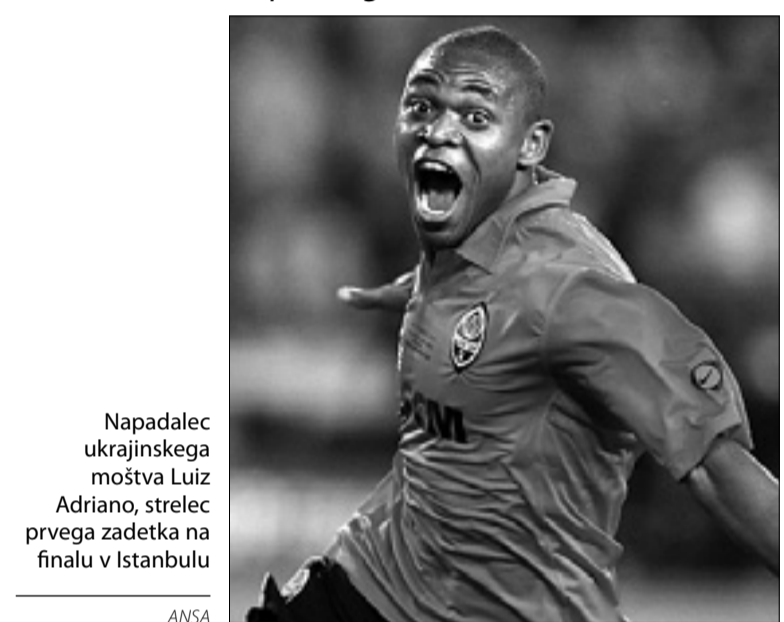 Napadalec
ukrajinskega
moštva Luiz
Adriano, strelec
prvega zadetka na
finalu v Istanbulu
ANSA